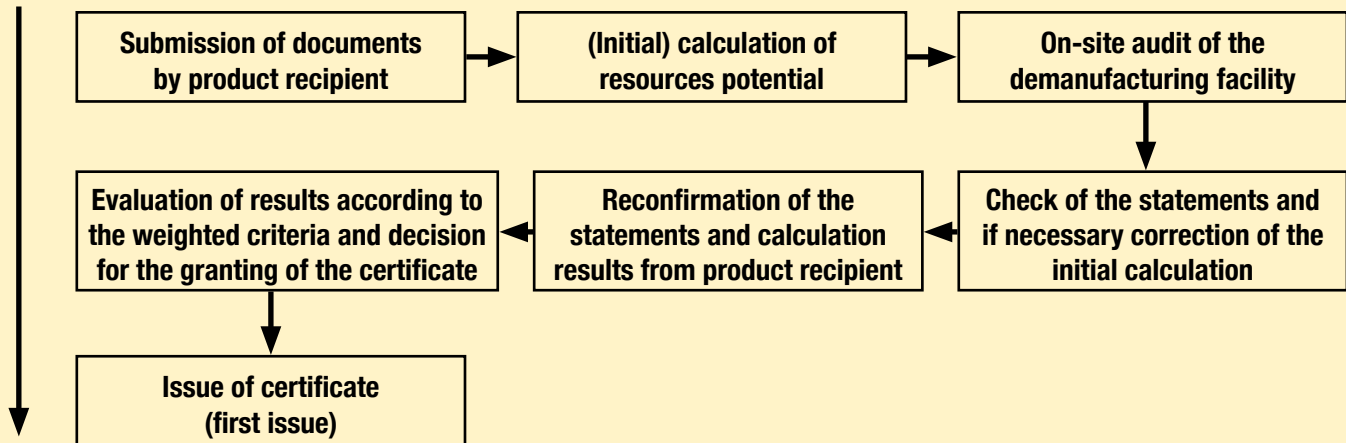 Submission of documents
by product recipient
(Initial) calculation of
resources potential
On-site audit of the
demanufacturing facility
Check of the statements and
if necessary correction of the
initial calculation
Reconfirmation of the
statements and calculation
results from product recipient
Evaluation of results according to
the weighted criteria and decision
for the granting of the certificate
Issue of certificate
(first issue)